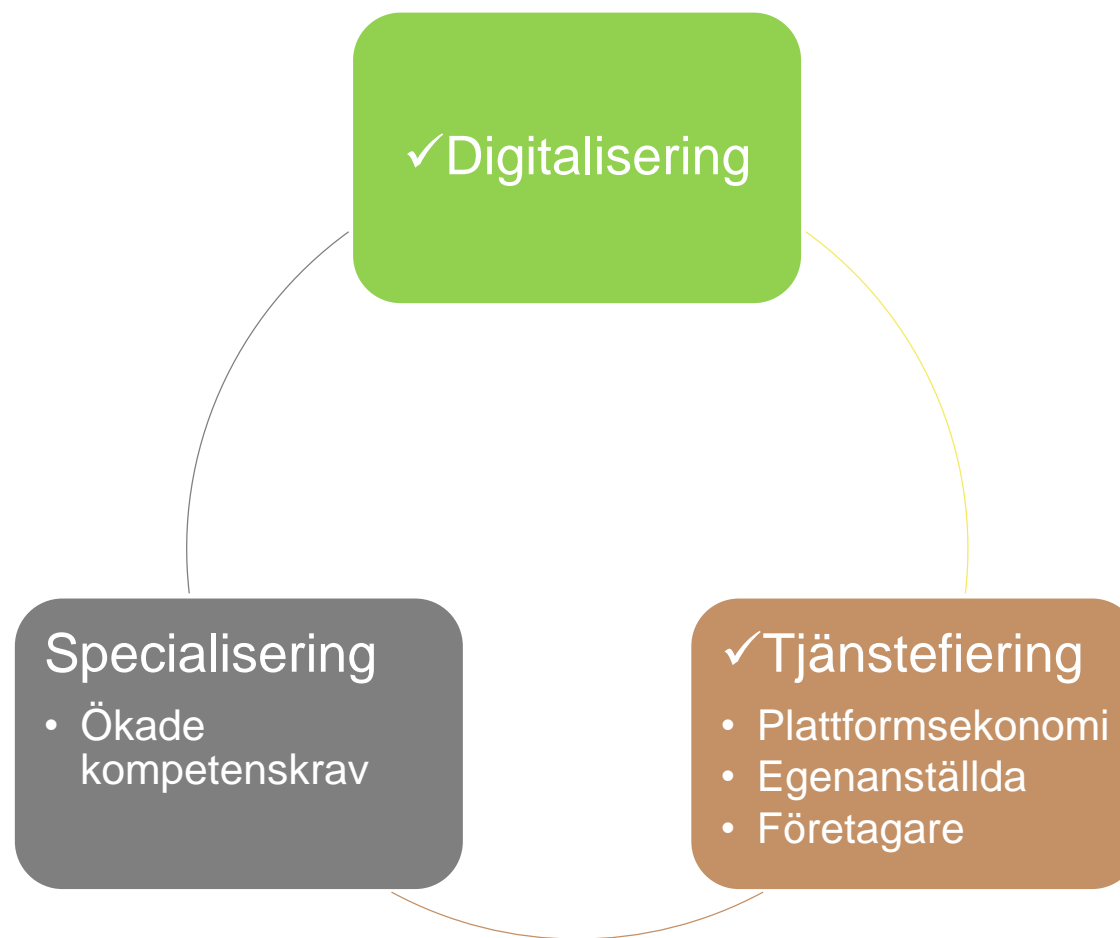 ✓Digitalisering
Specialisering
• Ökade
kompetenskrav
✓Tjänstefiering
• Plattformsekonomi
• Egenanställda
• Företagare